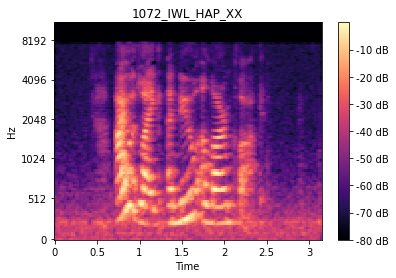 1072_IWL_HAP_XX
8192
4096
2048
1024
512
0
Hz
0
0.5
1
1.5
2
2.5
3
Time
-10 dB
-20 dB
-30 dB
-40 dB
-50 dB
-60 dB
-70 dB
-80 dB